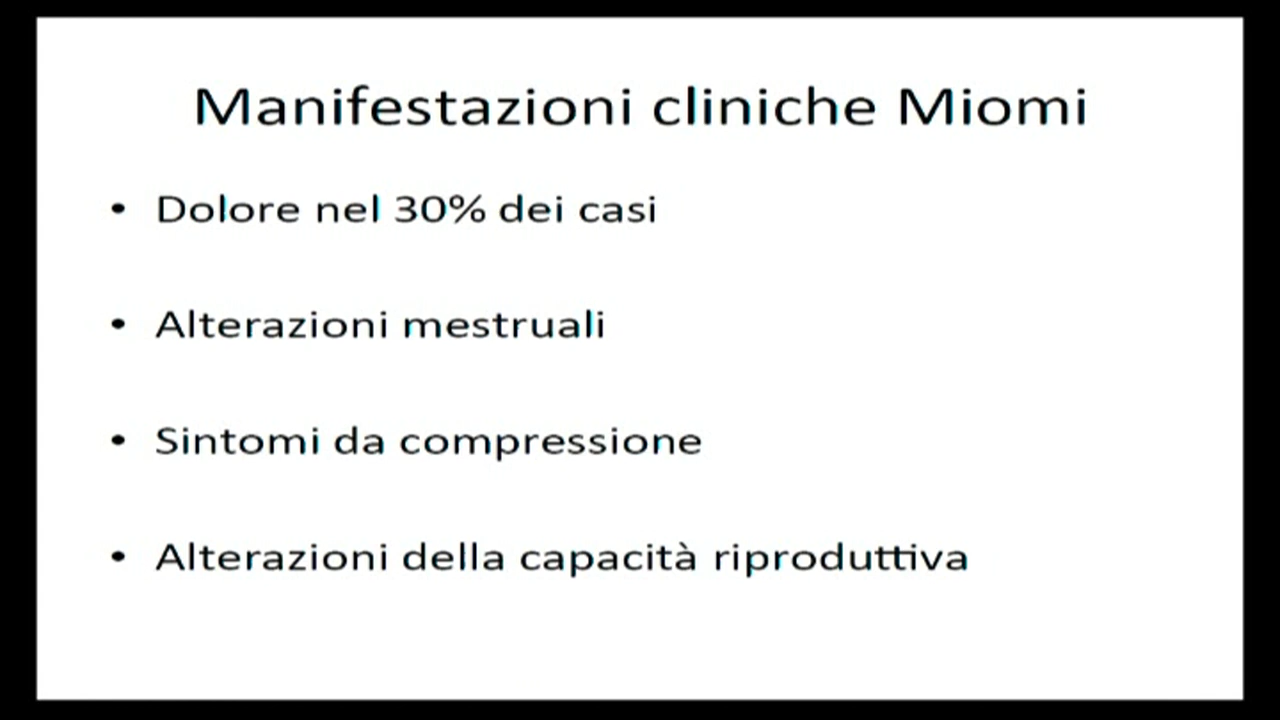 Manifestazioni cliniche Miomi
• Dolore nel 30% dei casi
• Alterazioni mestruali
• Sintomi da compressione
• Alterazioni della capacità riproduttiva